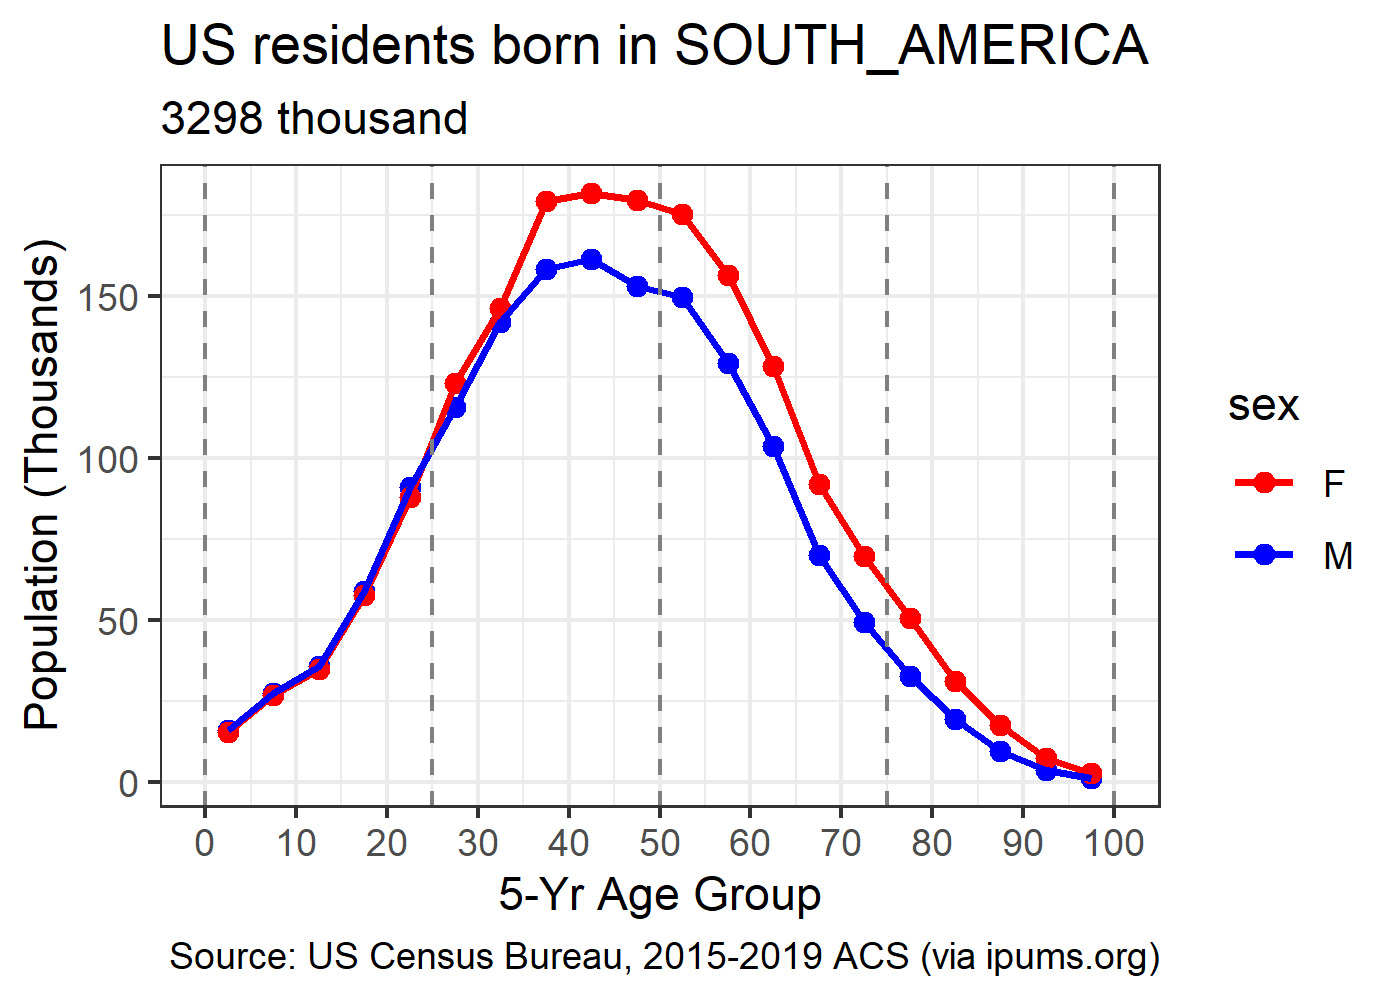 US residents born in SOUTH_AMERICA
3298 thousand
Population (Thousands)
150
100
50
0
0 10 20 30 40 50 60 70 80 90 100
5-Yr Age Group
sex
F
M
Source: US Census Bureau, 2015-2019 ACS (via ipums.org)